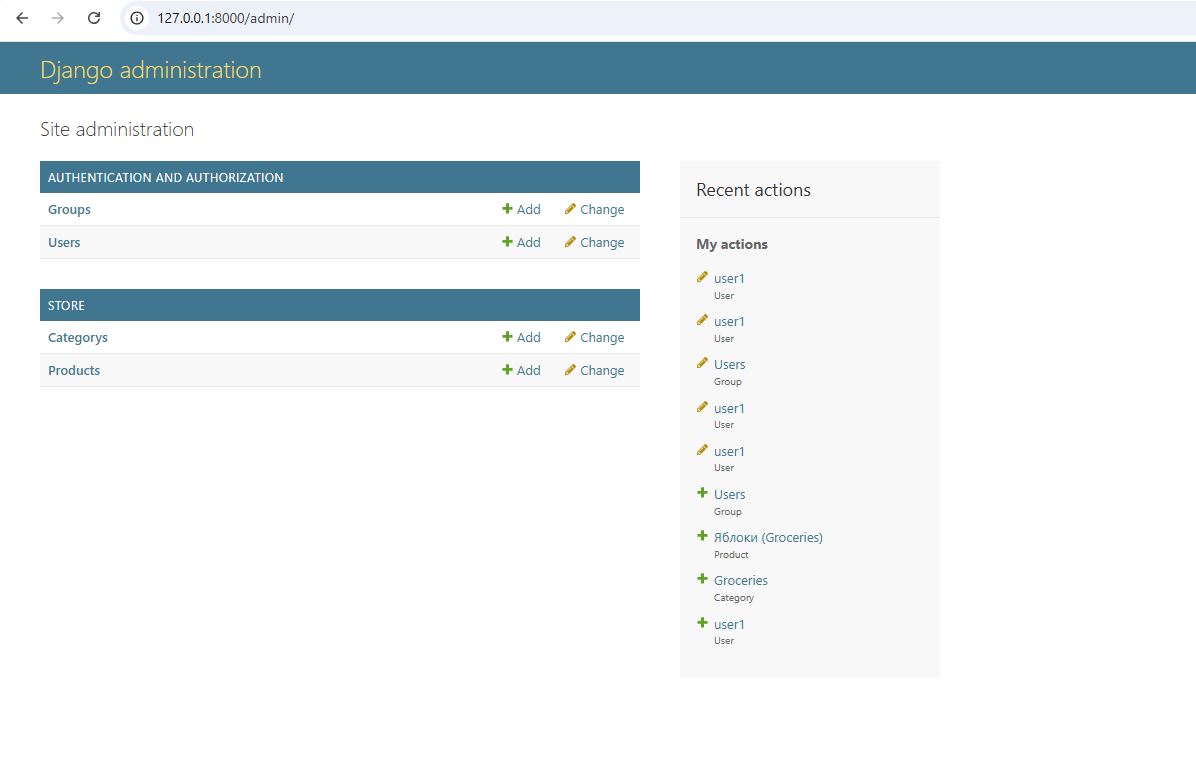 127.0.0.1:8000/admin/
Django administration
Site administration
AUTHENTICATION AND AUTHORIZATION
Groups Add Change
Users Add Change
STORE
Categorys Add Change
Products Add Change
Recent actions
My actions
user1
User
user1
User
Users
Group
user1
User
user1
User
Users
Group
Яблоки (Groceries)
Product
Groceries
Category
user1
User